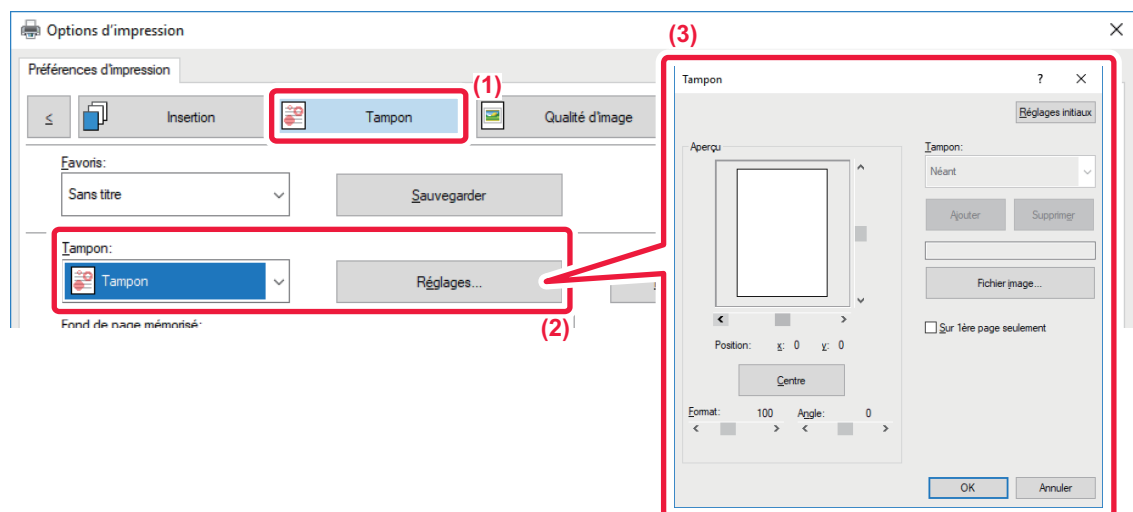 Options d'impression
Préférences d'impression
(1)
≤
Insertion
Tampon
Qualité d'image
Favoris:
Sans titre
Sauvegarder
Tampon:
Tampon
Réglages...
(2)
Fond de page mémorisé:
(3)
Tampon
?
Réglages initiaux
Aperçu
Tampon:
Néant
Ajouter
Supprimer
Fichier image...
Sur 1ère page seulement
Position: x: 0 y: 0
Centre
Format: 100 Angle: 0
OK
Annuler